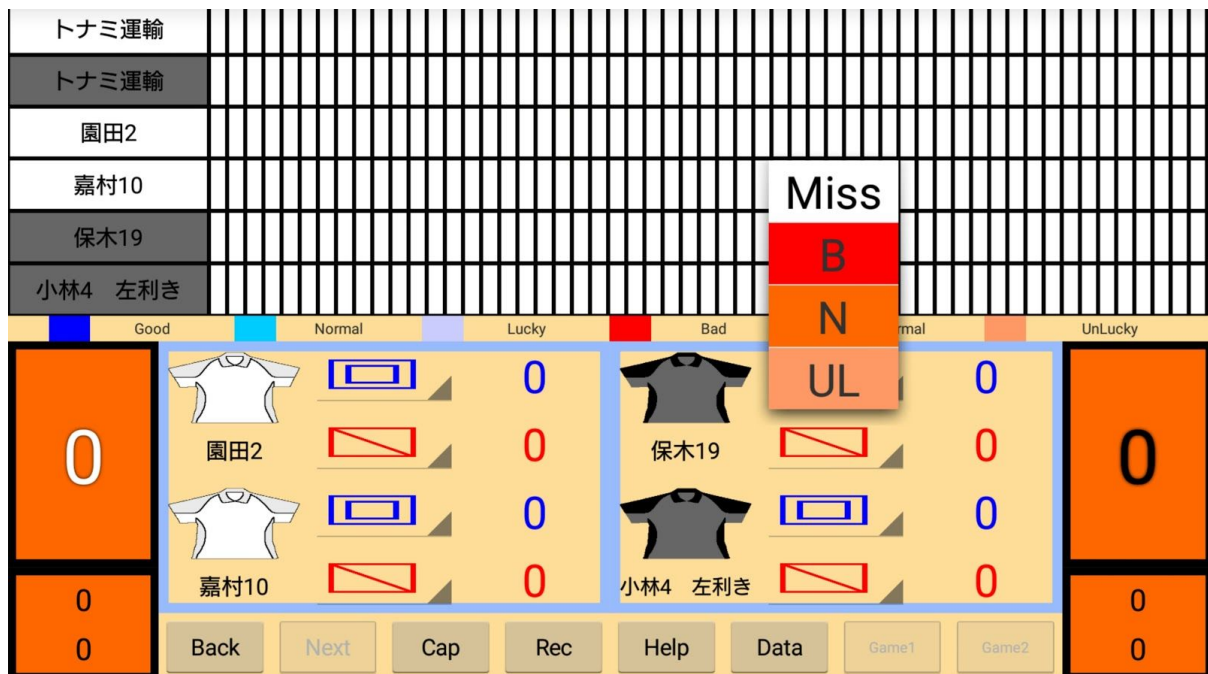 トナミ運輸
トナミ運輸
園田2
嘉村10
保木19
小林4 左利き
Miss
B
N
UL
Good Normal Lucky Bad rmal UnLucky
0 園田2 0 0 保木19 0 0 0
嘉村10 0 0 小林4 左利き 0 0
0 0
0 0
Back Next Cap Rec Help Data Game1 Game2